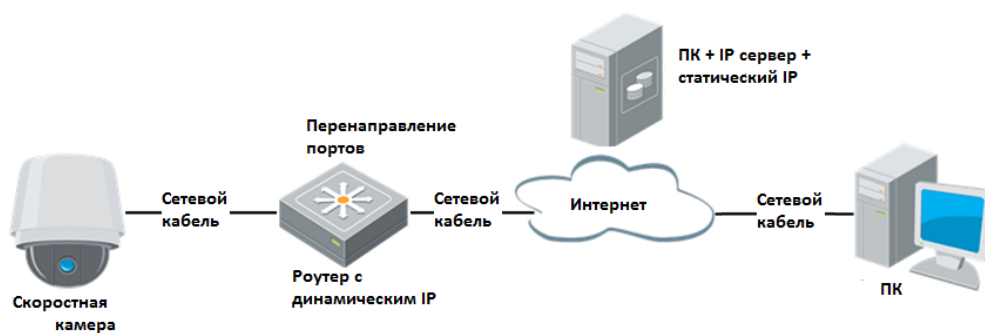 ПК + IP сервер +
статический IP
Перенаправление
портов
Сетевой
кабель
Сетевой
кабель
Интернет
Сетевой
кабель
Роутер с
динамическим IP
Скоростная
камера
ПК